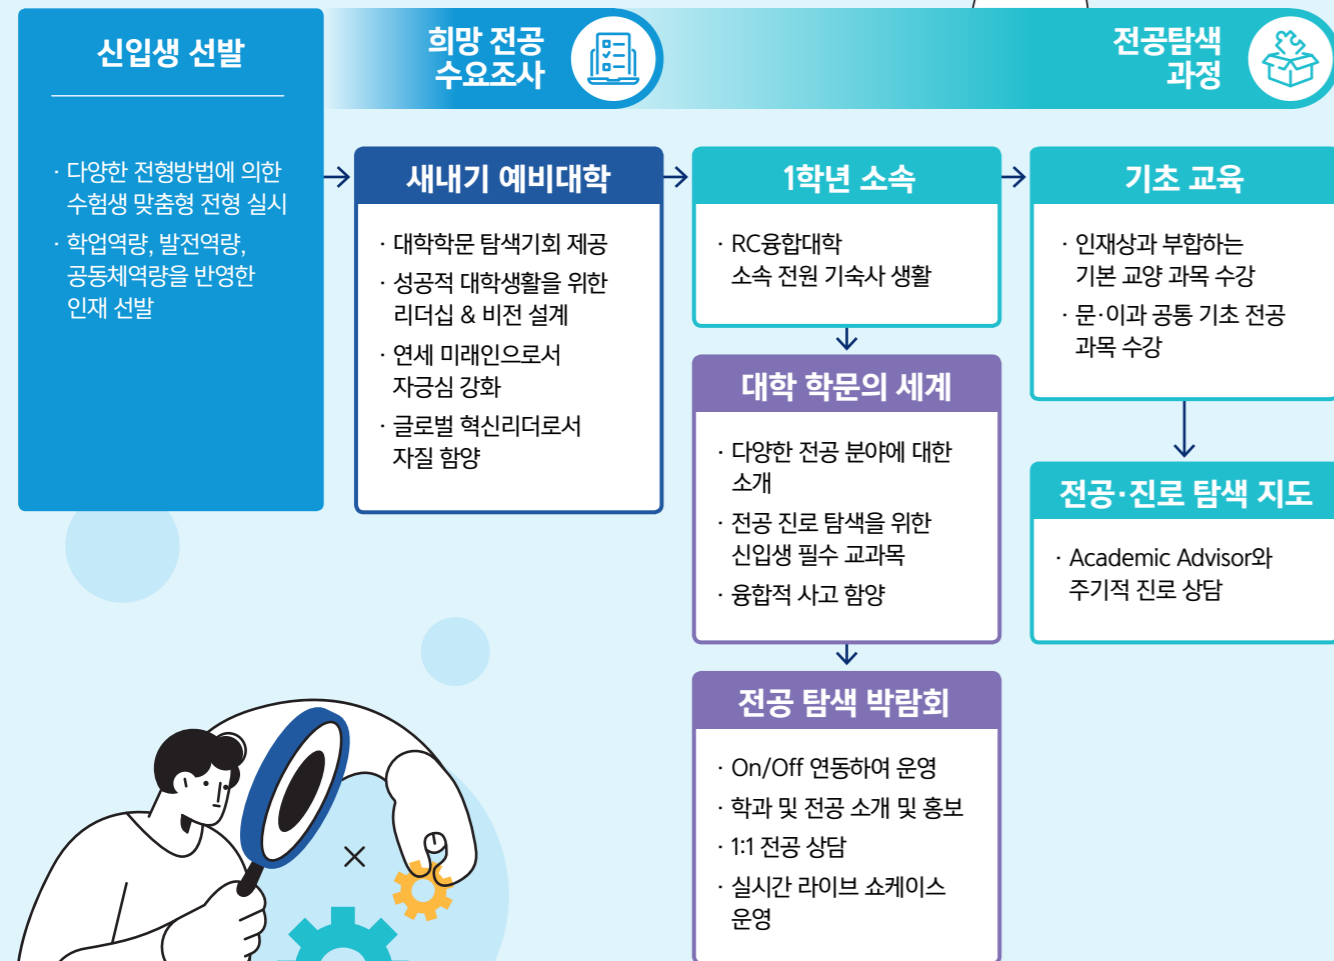 신입생 선발
· 다양한 전형방법에 의한
수험생 맞춤형 전형 실시
· 학업역량, 발전역량,
공동체역량을 반영한
인재 선발
희망 전공
수요조사
전공탐색
과정
새내기 예비대학
· 대학학문 탐색기회 제공
· 성공적 대학생활을 위한
리더십 & 비전 설계
· 연세 미래인으로서
자긍심 강화
· 글로벌 혁신리더로서
자질 함양
1학년 소속
· RC융합대학
소속 전원 기숙사 생활
대학 학문의 세계
· 다양한 전공 분야에 대한
소개
· 전공 진로 탐색을 위한
신입생 필수 교과목
· 융합적 사고 함양
전공 탐색 박람회
· On/Off 연동하여 운영
· 학과 및 전공 소개 및 홍보
· 1:1 전공 상담
· 실시간 라이브 쇼케이스
운영
기초 교육
· 인재상과 부합하는
기본 교양 과목 수강
· 문·이과 공통 기초 전공
과목 수강
전공·진로 탐색 지도
· Academic Advisor와
주기적 진로 상담